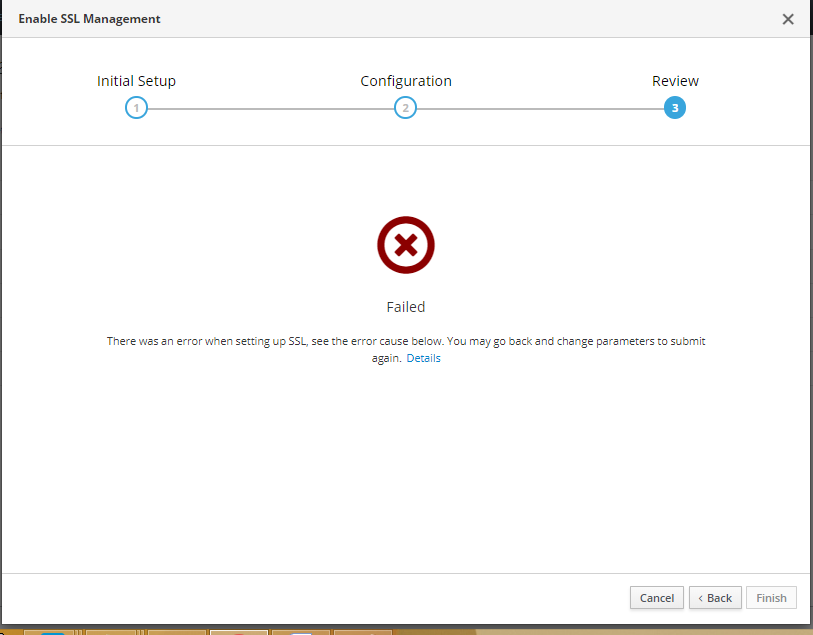 Enable SSL Management
Initial Setup
Configuration
Review
1
2
3
Failed
There was an error when setting up SSL, see the error cause below. You may go back and change parameters to submit
again. Details
Cancel
‹ Back
Finish